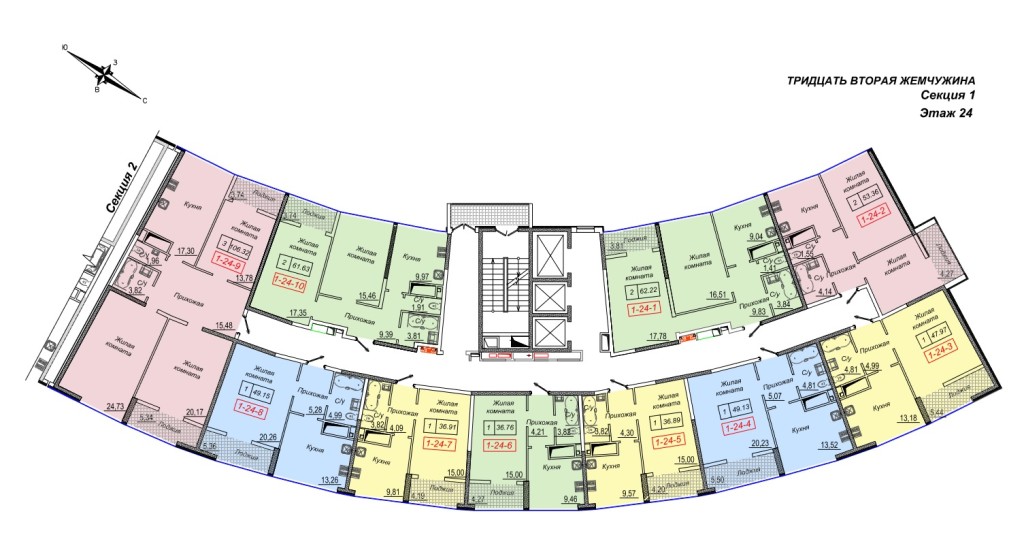 Ю
З
В
С
ТРИДЦАТЬ ВТОРАЯ ЖЕМЧУЖИНА
Секция 1
Этаж 24
Секция 2
Кухня
17.30
1.96
С/у
3.82
3.74
Лоджия
Жилая
комната
3 106.32
1-24-9
13.78
Прихожая
15.48
Жилая
комната
24.73
Жилая
комната
20.17
5.34
Лоджия
3.74
Лоджия
Жилая
комната
2 61.63
1-24-10
17.35
Жилая
комната
15.46
Кухня
9.97
С/у
1.91
С/у
3.81
Прихожая
9.39
3.81
Лоджия
Жилая
комната
2 62.22
1-24-1
17.78
Жилая
комната
16.51
Кухня
9.04
С/у
1.41
С/у
3.84
Прихожая
9.83
Кухня
С/у
1.55
С/у
4.14
Прихожая
Жилая
комната
2 53.36
1-24-2
Лоджия
4.27
Жилая
комната
1 47.97
1-24-3
13.18
Прихожая
4.99
С/у
4.81
Кухня
5.44
Лоджия
Жилая
комната
1 49.13
1-24-4
20.23
5.50
Лоджия
Прихожая
5.07
С/у
4.81
Кухня
13.52
Жилая
комната
1 36.89
1-24-5
15.00
4.20
Лоджия
Прихожая
4.30
С/у
3.82
Кухня
9.57
Жилая
комната
1 36.76
1-24-6
15.00
4.27
Лоджия
Прихожая
4.21
С/у
3.82
Кухня
9.46
Жилая
комната
1 36.91
1-24-7
15.00
4.19
Лоджия
Прихожая
4.09
С/у
3.82
Кухня
9.81
Жилая
комната
1 49.15
1-24-8
20.26
5.36
Лоджия
Прихожая
5.28
С/у
4.99
Кухня
13.26